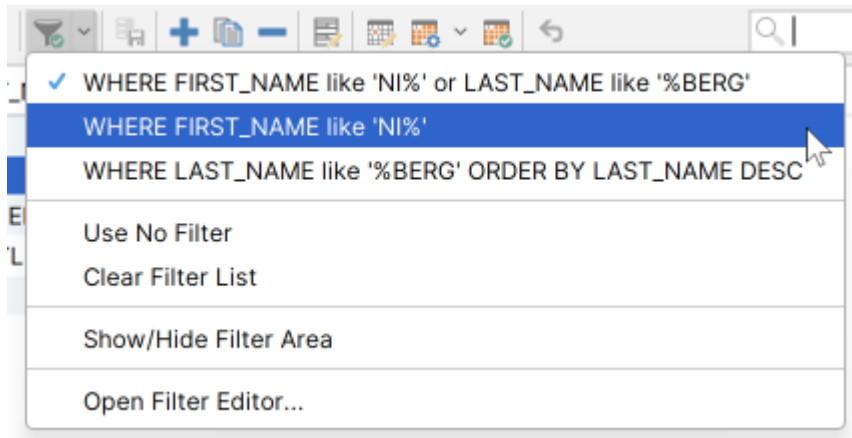 WHERE FIRST_NAME like 'NI%' or LAST_NAME like '%BERG'
WHERE FIRST_NAME like 'NI%'
WHERE LAST_NAME like '%BERG' ORDER BY LAST_NAME DESC
Use No Filter
Clear Filter List
Show/Hide Filter Area
Open Filter Editor...